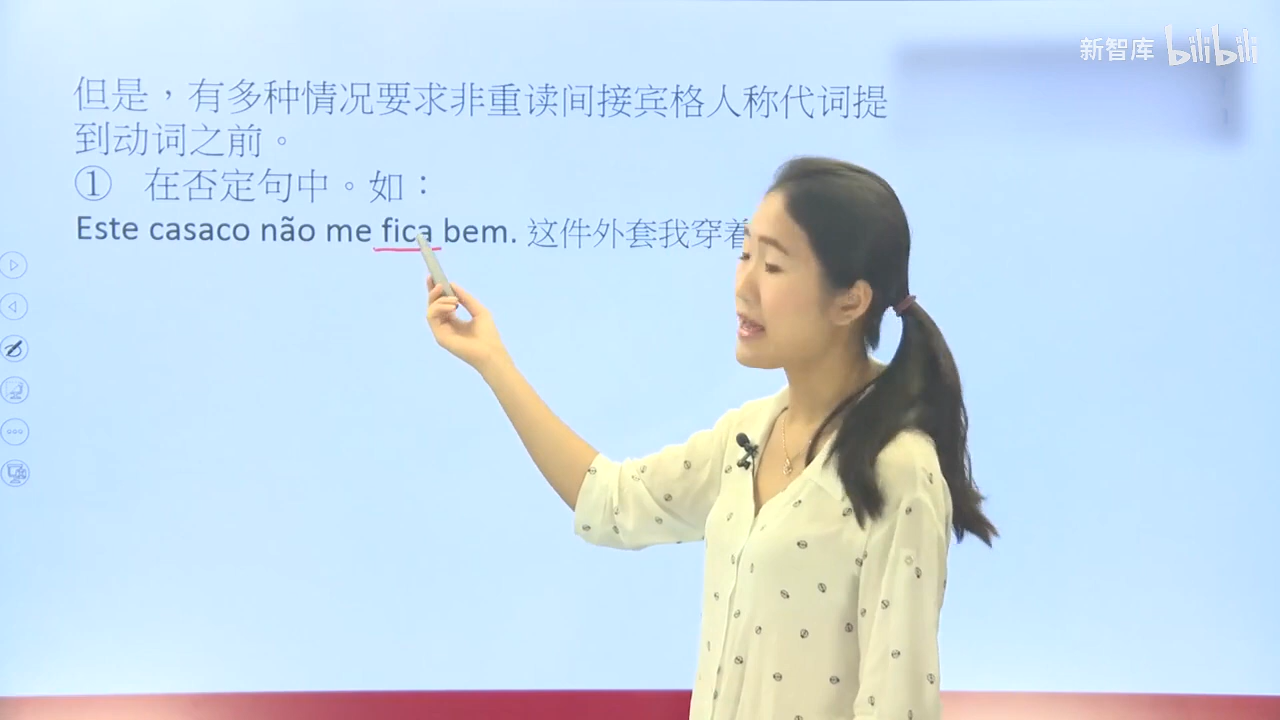 但是，有多种情况要求非重读间接宾格人称代词提
到动词之前。
① 在否定句中。如：
Este casaco não me fica bem. 这件外套我穿着
新智库 bilibili